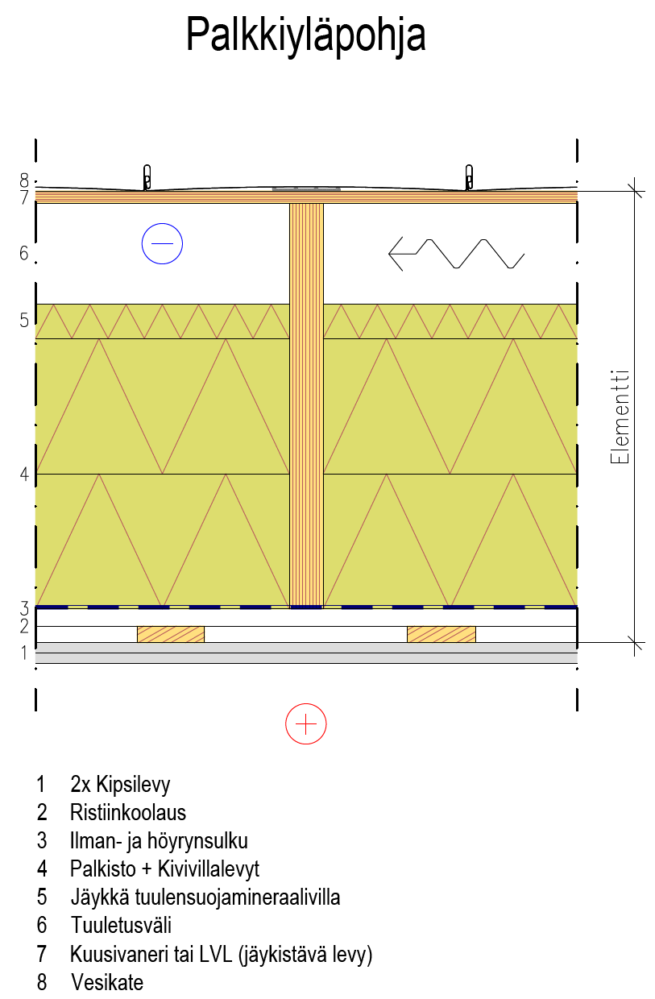 Palkkiyläpohja
8
7
6
5
Elementti
4
3
2
1
1 2x Kipsilevy
2 Ristiinkoolaus
3 Ilman- ja höyrynsulku
4 Palkisto + Kivivillalevyt
5 Jäykkä tuulensuojamineraalivilla
6 Tuuletusväli
7 Kuusivaneri tai LVL (jäykistävä levy)
8 Vesikate